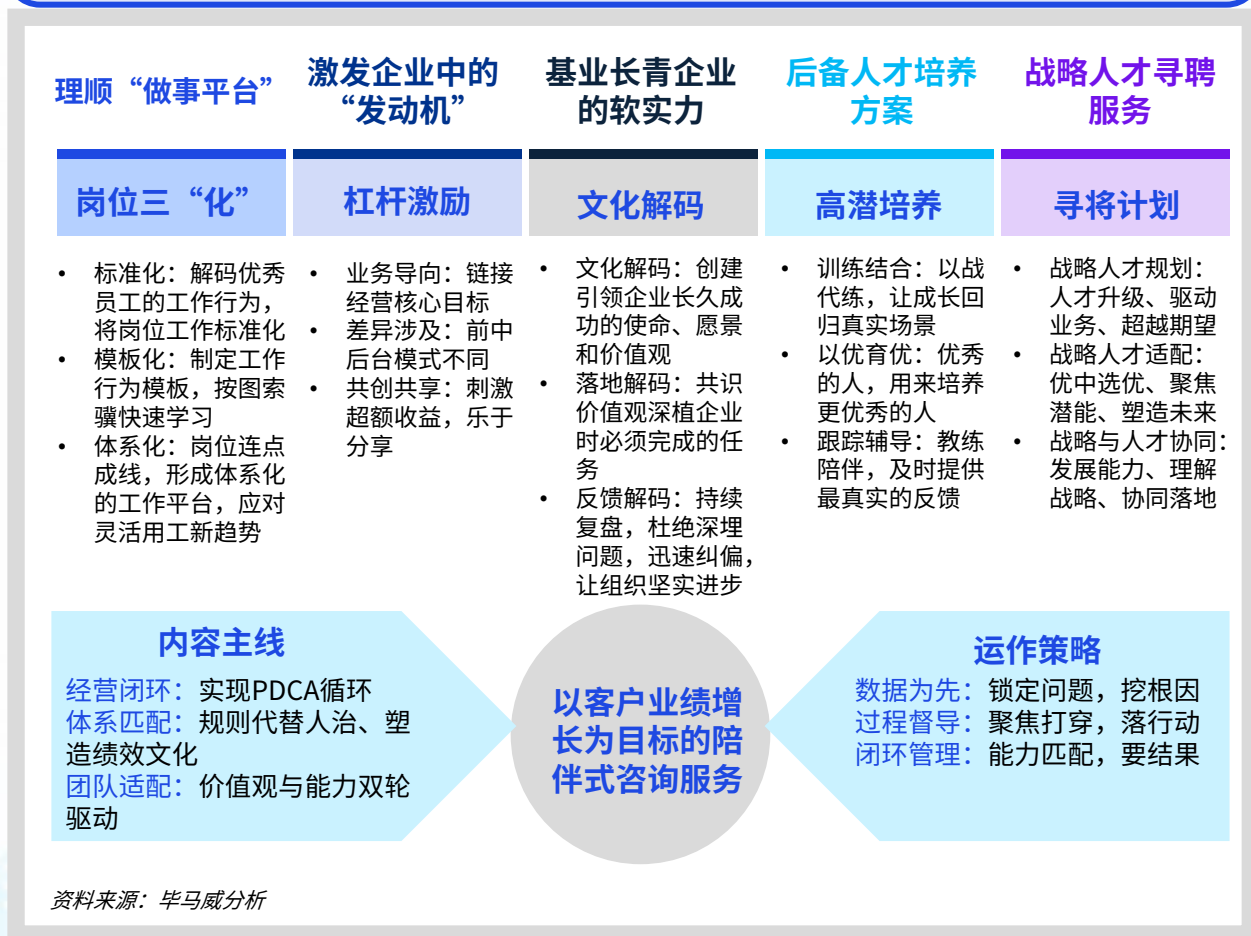 理顺“做事平台”
激发企业中的
“发动机”
基业长青企业
的软实力
后备人才培养
方案
战略人才寻聘
服务
岗位三“化”
杠杆激励
文化解码
高潜培养
寻将计划
• 标准化：解码优秀
员工的工作行为，
将岗位工作标准化
• 模板化：制定工作
行为模板，按图索
骥快速学习
• 体系化：岗位连点
成线，形成体系化
的工作平台，应对
灵活用工新趋势
• 业务导向：链接
经营核心目标
• 差异涉及：前中
后台模式不同
• 共创共享：刺激
超额收益，乐于
分享
• 文化解码：创建
引领企业长久成
功的使命、愿景
和价值观
• 落地解码：共识
价值观深植企业
时必须完成的任
务
• 反馈解码：持续
复盘，杜绝深埋
问题，迅速纠偏，
让组织坚实进步
• 训练结合：以战
代练，让成长回
归真实场景
• 以优育优：优秀
的人，用来培养
更优秀的人
• 跟踪辅导：教练
陪伴，及时提供
最真实的反馈
• 战略人才规划：
人才升级、驱动
业务、超越期望
• 战略人才适配：
优中选优、聚焦
潜能、塑造未来
• 战略与人才协同：
发展能力、理解
战略、协同落地
内容主线
经营闭环：实现PDCA循环
体系匹配：规则代替人治、塑
造绩效文化
团队适配：价值观与能力双轮
驱动
以客户业绩增
长为目标的陪
伴式咨询服务
运作策略
数据为先：锁定问题，挖根因
过程督导：聚焦打穿，落行动
闭环管理：能力匹配，要结果
资料来源：毕马威分析